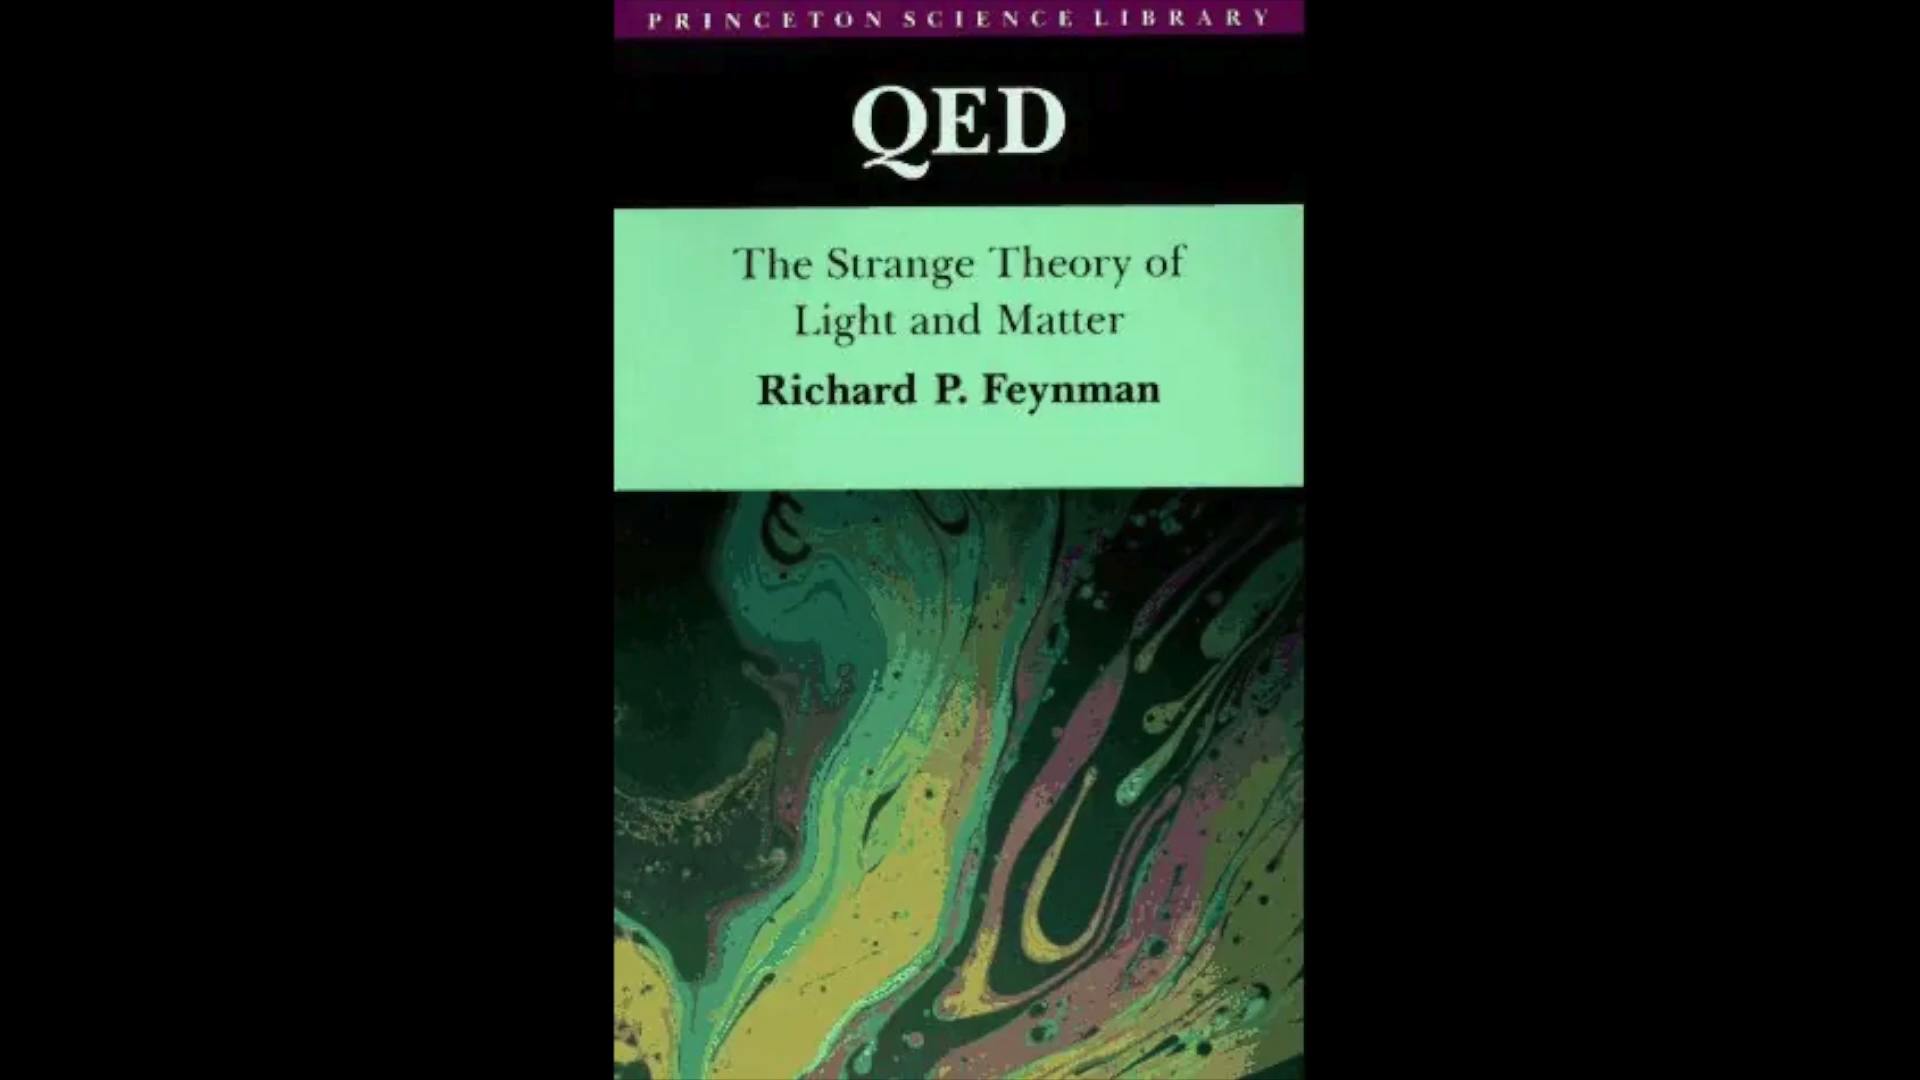 PRINCETON SCIENCE LIBRARY
QED
The Strange Theory of
Light and Matter
Richard P. Feynman